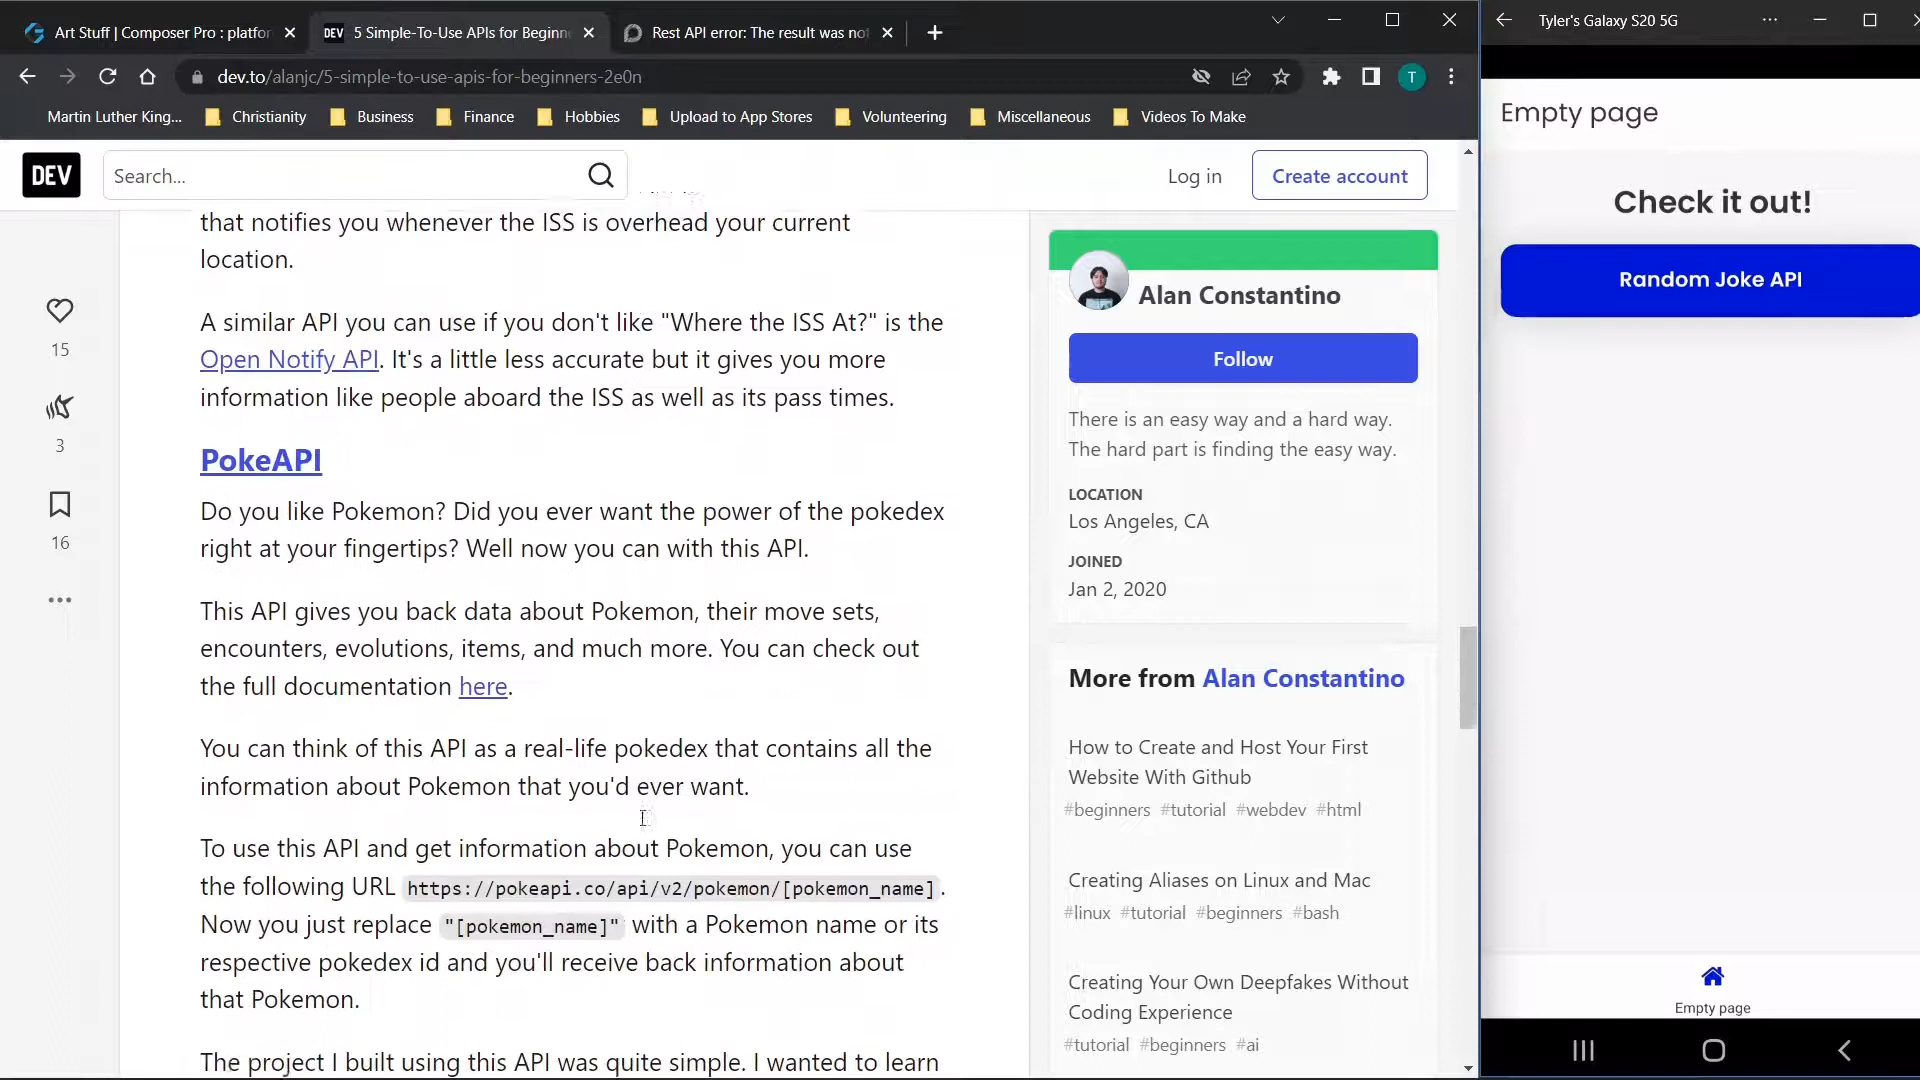 Art Stuff | Composer Pro : platfor
DEV 5 Simple-To-Use APIs for Beginn
Rest API error: The result was not
dev.to/alanjc/5-simple-to-use-apis-for-beginners-2e0n
T
Martin Luther King...
Christianity
Business
Finance
Hobbies
Upload to App Stores
Volunteering
Miscellaneous
Videos To Make
DEV
Search...
Log in
Create account
that notifies you whenever the ISS is overhead your current
location.
A similar API you can use if you don't like "Where the ISS At?" is the
Open Notify API. It's a little less accurate but it gives you more
information like people aboard the ISS as well as its pass times.
PokeAPI
Do you like Pokemon? Did you ever want the power of the pokedex
right at your fingertips? Well now you can with this API.
This API gives you back data about Pokemon, their move sets,
encounters, evolutions, items, and much more. You can check out
the full documentation here.
You can think of this API as a real-life pokedex that contains all the
information about Pokemon that you'd ever want.
To use this API and get information about Pokemon, you can use
the following URL https://pokeapi.co/api/v2/pokemon/[pokemon_name].
Now you just replace "[pokemon_name]" with a Pokemon name or its
respective pokedex id and you'll receive back information about
that Pokemon.
The project I built using this API was quite simple. I wanted to learn
15
3
16
Alan Constantino
Follow
There is an easy way and a hard way.
The hard part is finding the easy way.
LOCATION
Los Angeles, CA
JOINED
Jan 2, 2020
More from Alan Constantino
How to Create and Host Your First
Website With Github
#beginners #tutorial #webdev #html
Creating Aliases on Linux and Mac
#linux #tutorial #beginners #bash
Creating Your Own Deepfakes Without
Coding Experience
#tutorial #beginners #ai
Tyler's Galaxy S20 5G
Empty page
Check it out!
Random Joke API
Empty page